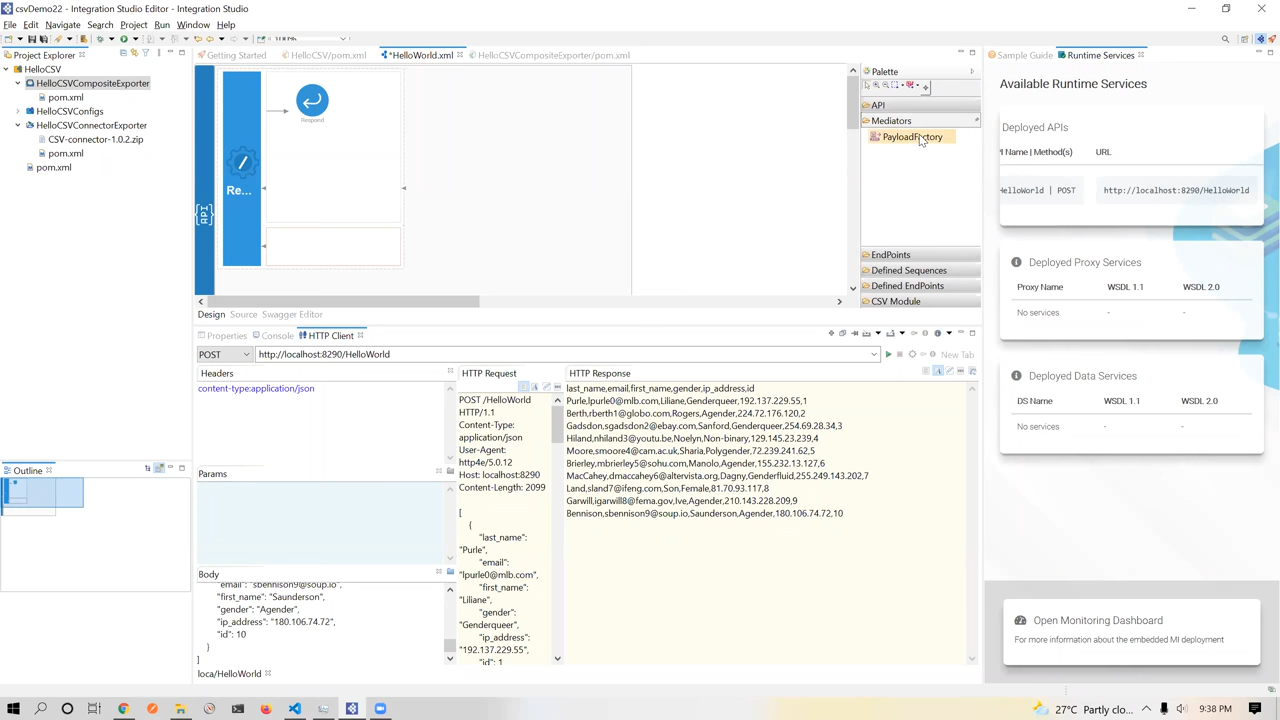 csvDemo22 - Integration Studio Editor - Integration Studio
File Edit Navigate Search Project Run Window Help
100%
Project Explorer
HelloCSV
HelloCSVCompositeExporter
pom.xml
HelloCSVConfigs
HelloCSVConnectorExporter
CSV-connector-1.0.2.zip
pom.xml
pom.xml
Outline
Getting Started
HelloCSV/pom.xml
*HelloWorld.xml
HelloCSVCompositeExporter/pom.xml
API
Re...
Respond
Design Source Swagger Editor
Palette
API
Mediators
PayloadFactory
EndPoints
Defined Sequences
Defined EndPoints
CSV Module
Properties Console HTTP Client
POST
http://localhost:8290/HelloWorld
New Tab
Headers
content-type:application/json
Params
Body
"email": "sbennison9@soup.io",
"first_name": "Saunderson",
"gender": "Agender",
"ip_address": "180.106.74.72",
"id": 10
}
]
loca/HelloWorld
HTTP Request
POST /HelloWorld
HTTP/1.1
Content-Type:
application/json
User-Agent:
http4e/5.0.12
Host: localhost:8290
Content-Length: 2099
[
{
"last_name":
"Purle",
"email":
"lpurle0@mlb.com",
"first_name":
"Liliane",
"gender":
"Genderqueer",
"ip_address":
"192.137.229.55",
"id": 1
HTTP Response
last_name,email,first_name,gender,ip_address,id
Purle,lpurle0@mlb.com,Liliane,Genderqueer,192.137.229.55,1
Berth,rberth1@globo.com,Rogers,Agender,224.72.176.120,2
Gadsdon,sgadsdon2@ebay.com,Sanford,Genderqueer,254.69.28.34,3
Hiland,nhiland3@youtu.be,Noelyn,Non-binary,129.145.23.239,4
Moore,smoore4@cam.ac.uk,Sharia,Polygender,72.239.241.62,5
Brierley,mbrierley5@sohu.com,Manolo,Agender,155.232.13.127,6
MacCahey,dmaccahey6@altervista.org,Dagny,Genderfluid,255.249.143.202,7
Land,sland7@ifeng.com,Son,Female,81.70.93.117,8
Garwill,igarwill8@fema.gov,Ive,Agender,210.143.228.209,9
Bennison,sbennison9@soup.io,Saunderson,Agender,180.106.74.72,10
Sample Guide
Runtime Services
Available Runtime Services
Deployed APIs
I Name | Method(s) URL
HelloWorld | POST http://localhost:8290/HelloWorld
Deployed Proxy Services
Proxy Name WSDL 1.1 WSDL 2.0
No services - -
Deployed Data Services
DS Name WSDL 1.1 WSDL 2.0
No services - -
Open Monitoring Dashboard
For more information about the embedded MI deployment
27°C Partly clo... 9:38 PM